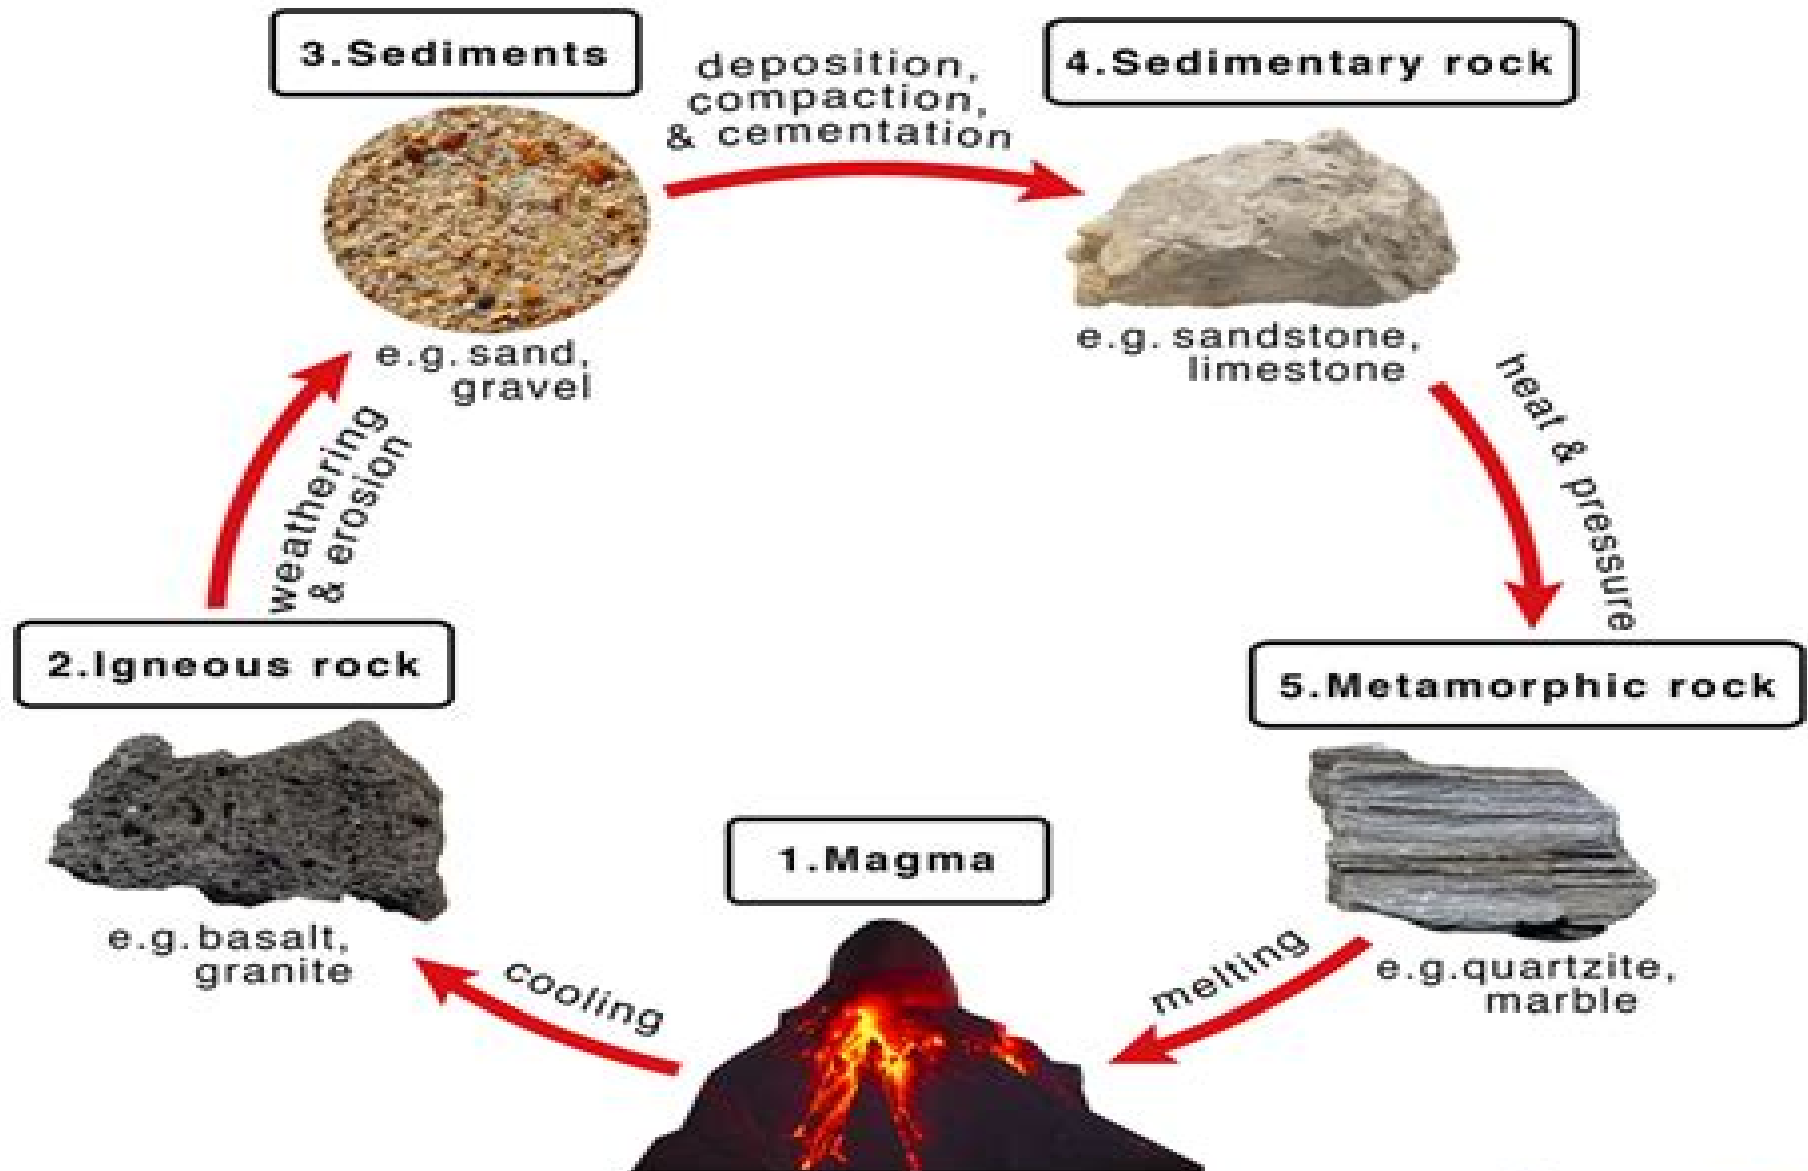 3.Sediments
deposition,
compaction,
& cementation
4.Sedimentary rock
e.g. sand,
gravel
e.g. sandstone,
limestone
weathering
& erosion
heat & pressure
2.Igneous rock
5.Metamorphic rock
1.Magma
e.g. basalt,
granite
cooling
melting
e.g.quartzite,
marble